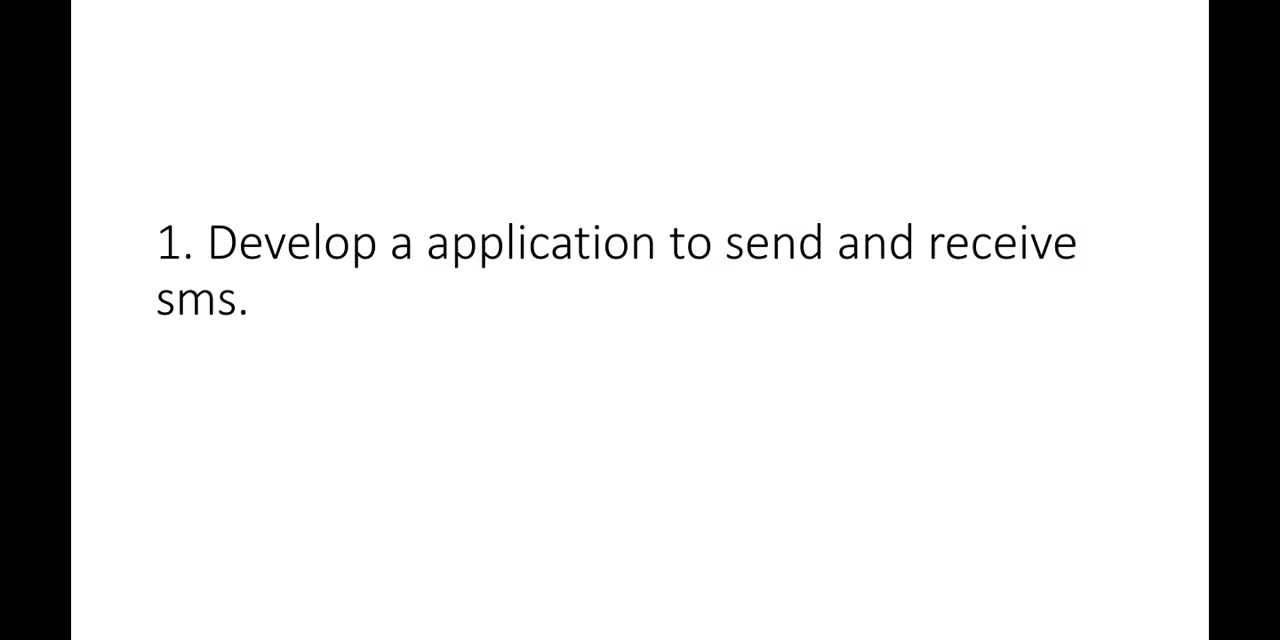 1. Develop a application to send and receive
sms.